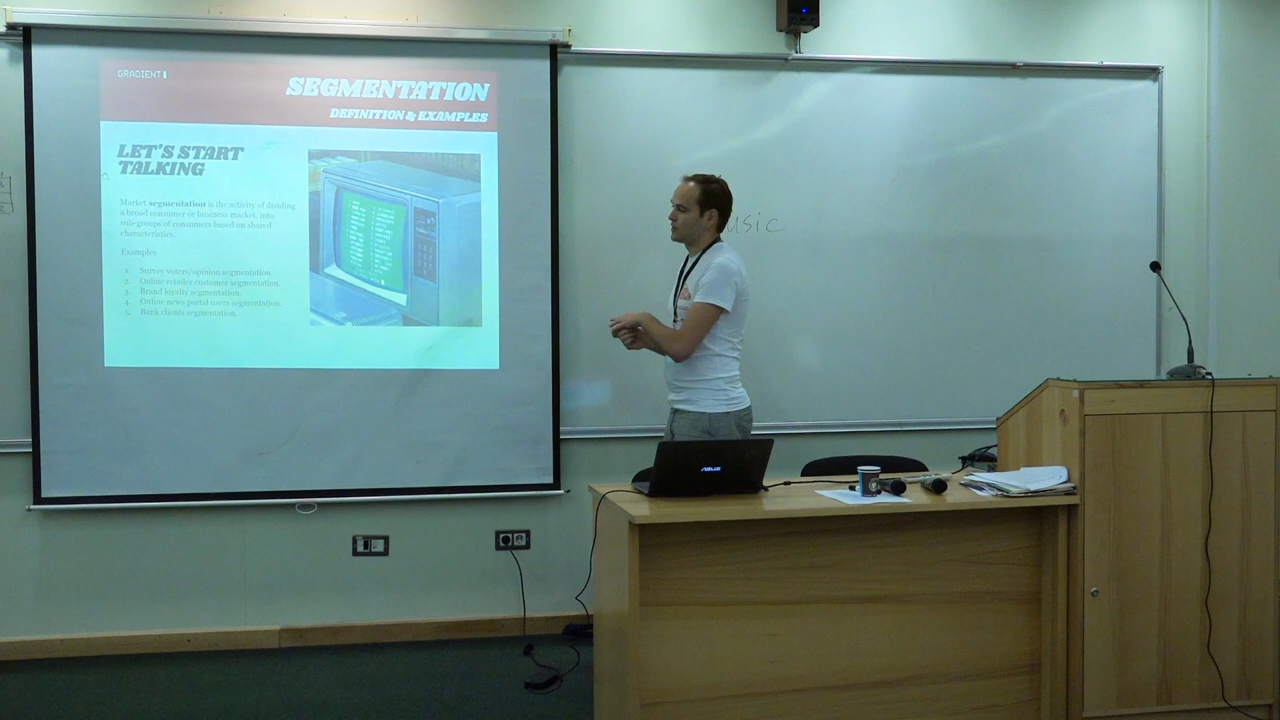 GRADIENT
SEGMENTATION
DEFINITION & EXAMPLES
LET'S START
TALKING
Market segmentation is the activity of dividing
a broad consumer or business market, into
sub-groups of consumers based on shared
characteristics.
Examples
1. Survey voters/opinion segmentation.
2. Online retailer customer segmentation.
3. Brand loyalty segmentation.
4. Online news portal users segmentation.
5. Bank clients segmentation.
usic
ASUS